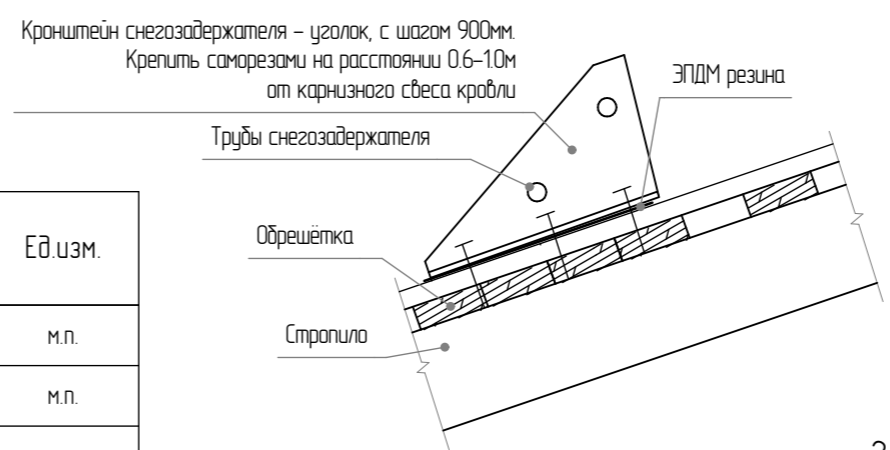 Кронштейн снегозадержателя – уголок, с шагом 900мм.
Крепить саморезами на расстоянии 0.6–1.0м
от карнизного свеса кровли
ЭПДМ резина
Трубы снегозадержателя
Обрешётка
Стропило
Ед.изм.
м.п.
м.п.